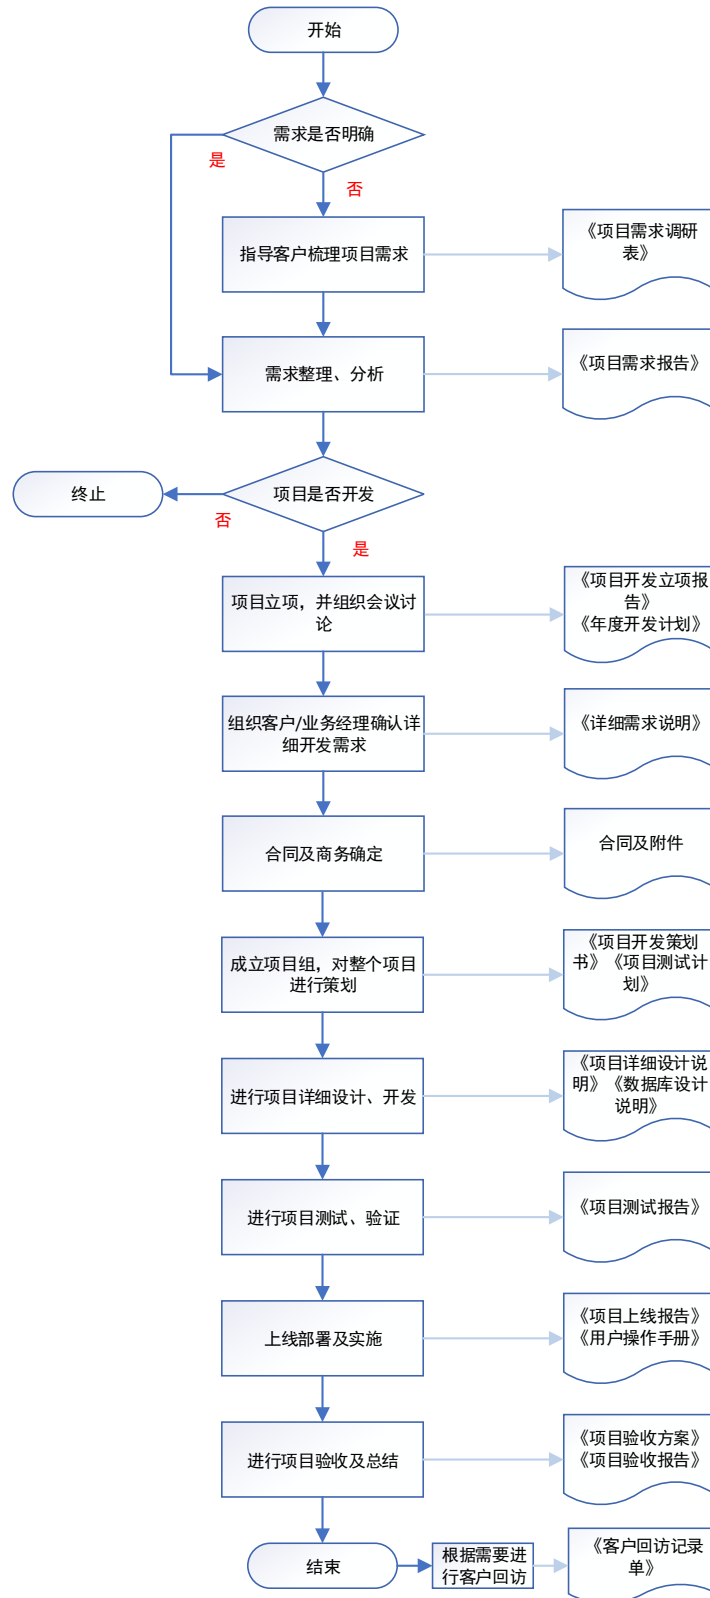 开始
需求是否明确
是
否
指导客户梳理项目需求
《项目需求调研
表》
需求整理、分析
《项目需求报告》
项目是否开发
终止
否
是
项目立项，并组织会议讨
论
《项目开发立项报
告》
《年度开发计划》
组织客户/业务经理确认详
细开发需求
《详细需求说明》
合同及商务确定
合同及附件
成立项目组，对整个项目
进行策划
《项目开发策划
书》《项目测试计
划》
进行项目详细设计、开发
《项目详细设计说
明》《数据库设计
说明》
进行项目测试、验证
《项目测试报告》
上线部署及实施
《项目上线报告》
《用户操作手册》
进行项目验收及总结
《项目验收方案》
《项目验收报告》
结束
根据需要进
行客户回访
《客户回访记录
单》